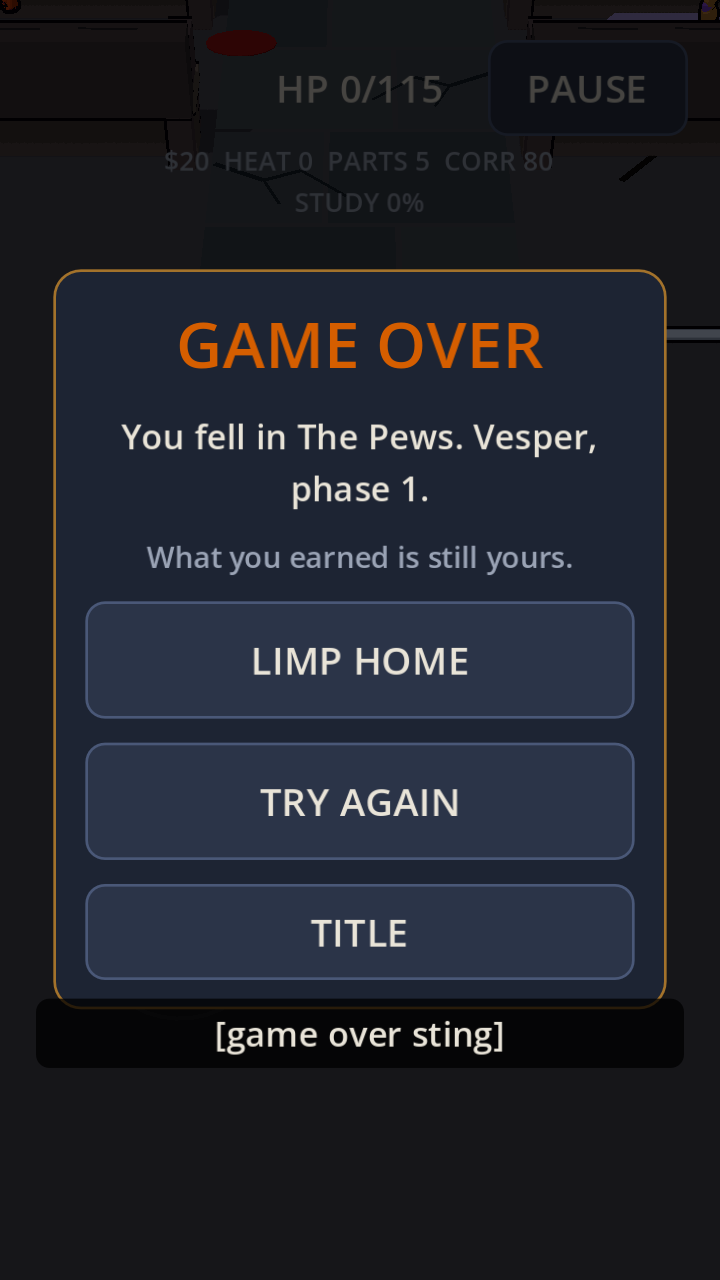 HP 0/115
PAUSE
$20 HEAT 0 PARTS 5 CORR 80
STUDY 0%
GAME OVER
You fell in The Pews. Vesper,
phase 1.
What you earned is still yours.
LIMP HOME
TRY AGAIN
TITLE
[game over sting]